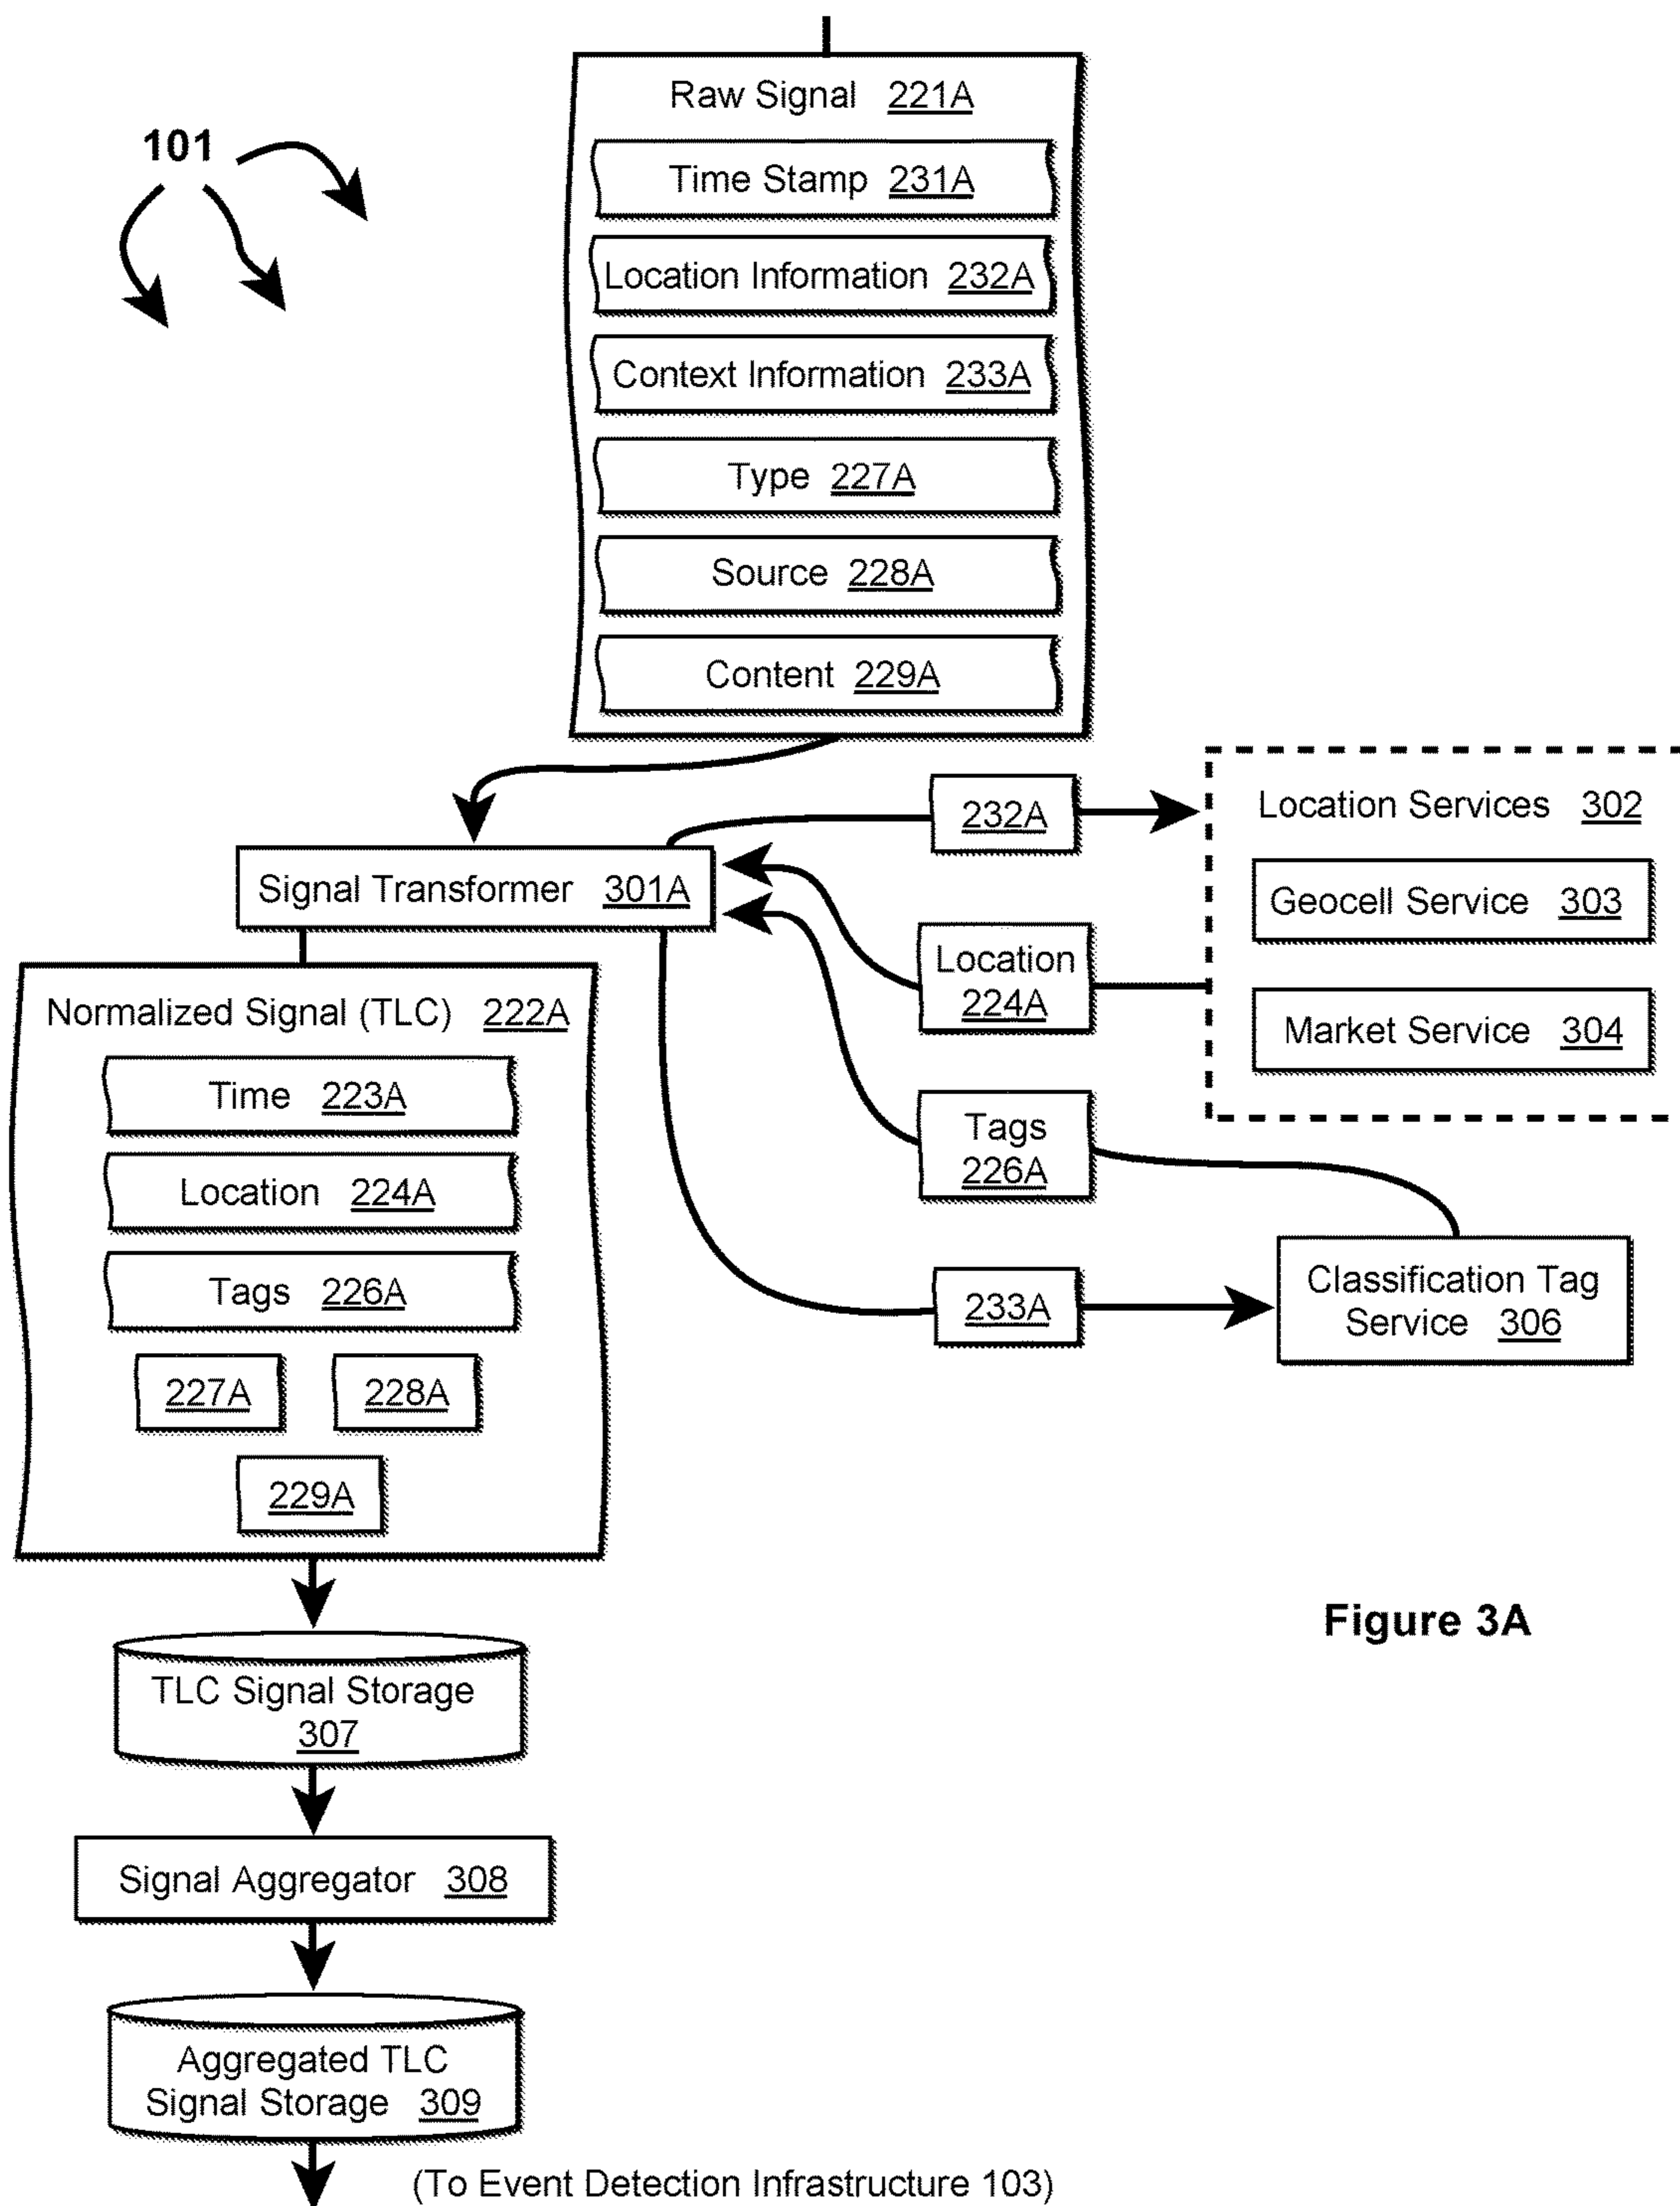 101
Raw Signal 221A
Time Stamp 231A
Location Information 232A
Context Information 233A
Type 227A
Source 228A
Content 229A
232A
Location Services 302
Geocell Service 303
Market Service 304
Signal Transformer 301A
Location
224A
Tags
226A
233A
Classification Tag
Service 306
Normalized Signal (TLC) 222A
Time 223A
Location 224A
Tags 226A
227A
228A
229A
Figure 3A
TLC Signal Storage
307
Signal Aggregator 308
Aggregated TLC
Signal Storage 309
(To Event Detection Infrastructure 103)